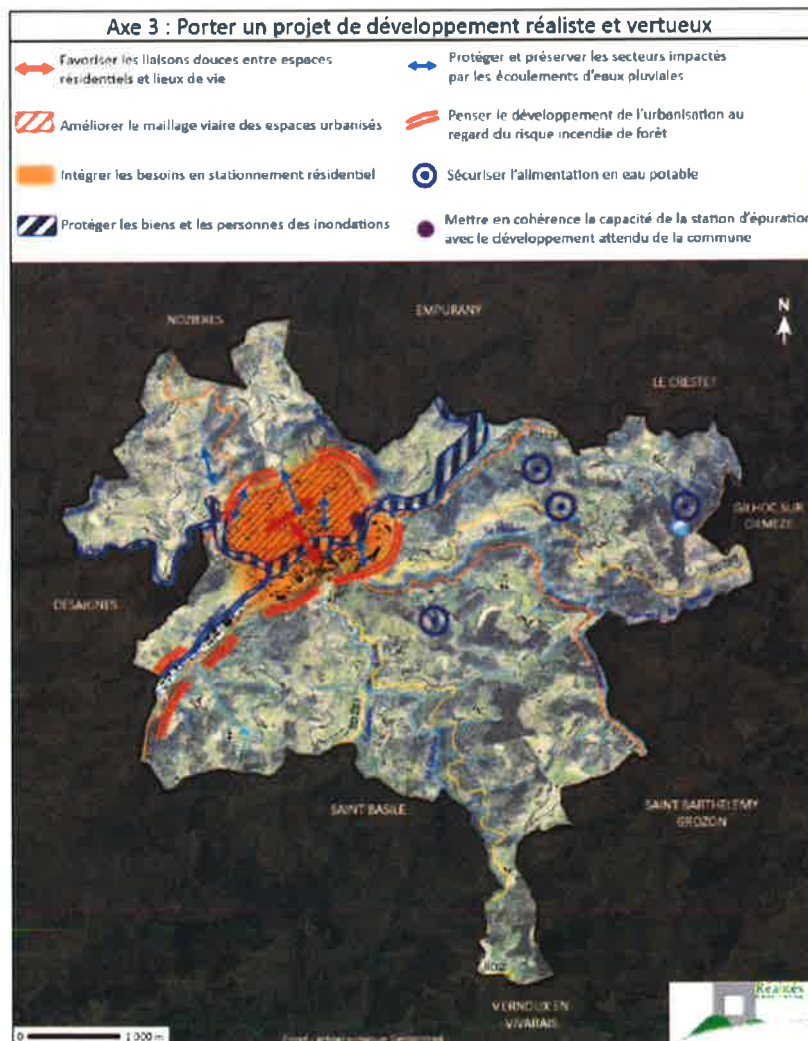 Axe 3 : Porter un projet de développement réaliste et vertueux
Favoriser les liaisons douces entre espaces
résidentiels et lieux de vie
Protéger et préserver les secteurs impactés
par les écoulements d'eaux pluviales
Améliorer le maillage viaire des espaces urbanisés
Penser le développement de l'urbanisation au
regard du risque incendie de forêt
Intégrer les besoins en stationnement résidentiel
Sécuriser l'alimentation en eau potable
Protéger les biens et les personnes des inondations
Mettre en cohérence la capacité de la station d'épuration
avec le développement attendu de la commune
NOZIERES
EMPURANY
N
LE CRESTET
GILHOC SUR
ORMEZE
DESAIGNES
SAINT BASILE
SAINT BARTHELEMY
GROZON
VERNOUX EN
VIVARAIS
Réalités
0
1 000 m